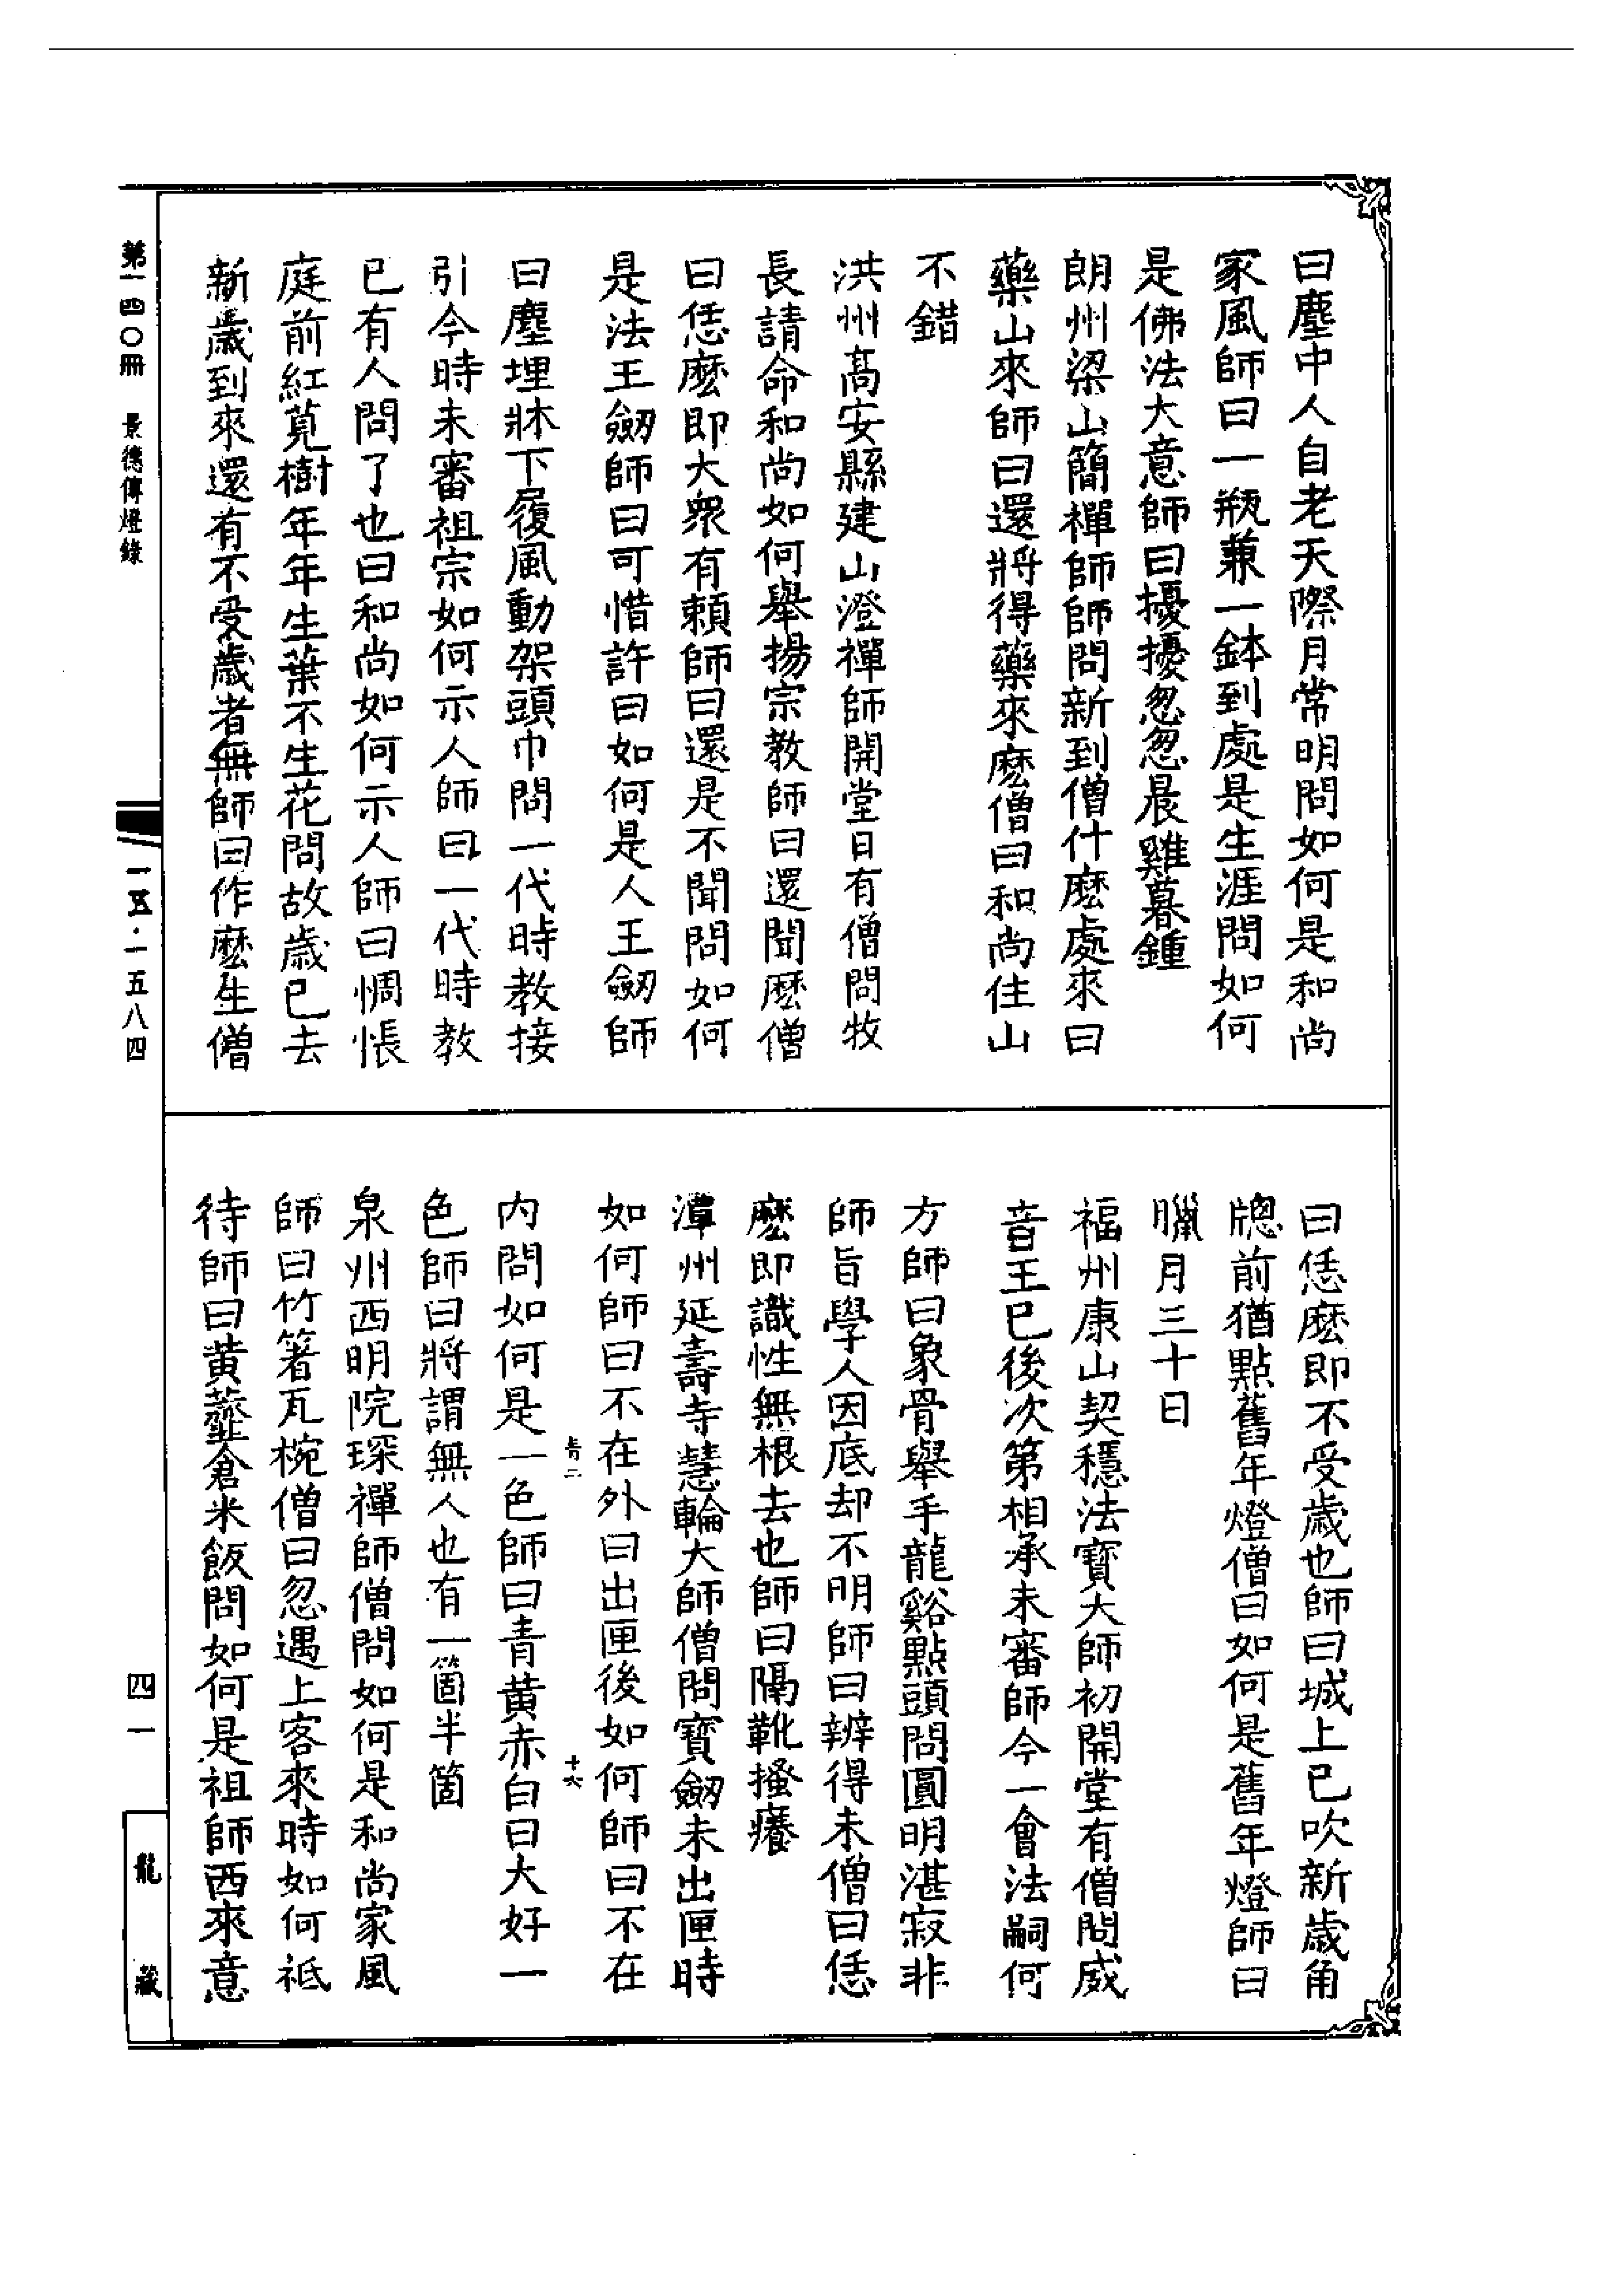 曰塵中人自老天際月常明問如何是和尚
家風師曰一瓶兼一鉢到處是生涯問如何
是佛法大意師曰擾擾忽忽晨雞暮鍾
朗州梁山簡禪師師問新到僧什麽處來曰
藥山來師曰還將得藥來麽僧曰和尚住山
不錯
洪州髙安縣建山澄禪師開堂日有僧問牧
長請命和尚如何舉揚宗教師曰還聞麽僧
曰恁麽即大衆有賴師曰還是不聞問如何
是法王劒師曰可惜許曰如何是人王劒師
曰塵埋牀下履風動架頭巾問一代時教接
引今時未審祖宗如何示人師曰一代時教
已有人問了也曰和尚如何示人師曰惆悵
庭前紅莧樹年年生葉不生花問故歲已去
新歲到來還有不受歲者無師曰作麽生僧
曰恁麽即不受歲也師曰城上已吹新歲角
牕前猶點舊年燈僧曰如何是舊年燈師曰
臘月三十日
福州康山契穩法寶大師初開堂有僧問威
音王已後次第相承未審師今一會法嗣何
方師曰象骨舉手龍谿點頭問圓明湛寂非
師旨學人因底却不明師曰辨得未僧曰恁
麽即識性無根去也師曰隔靴搔癢
潭州延壽寺慧輪大師僧問寶劒未出匣時
如何師曰不在外曰出匣後如何師曰不在
青二
十六
内問如何是一色師曰青黄赤白曰大好一
色師曰將謂無人也有一箇半箇
泉州西明院琛禪師僧問如何是和尚家風
師曰竹箸瓦椀僧曰忽遇上客來時如何祇
待師曰黄虀倉米飯問如何是祖師西來意
第一四〇冊 景德傳燈錄
一五·一五八四
四一
龍藏